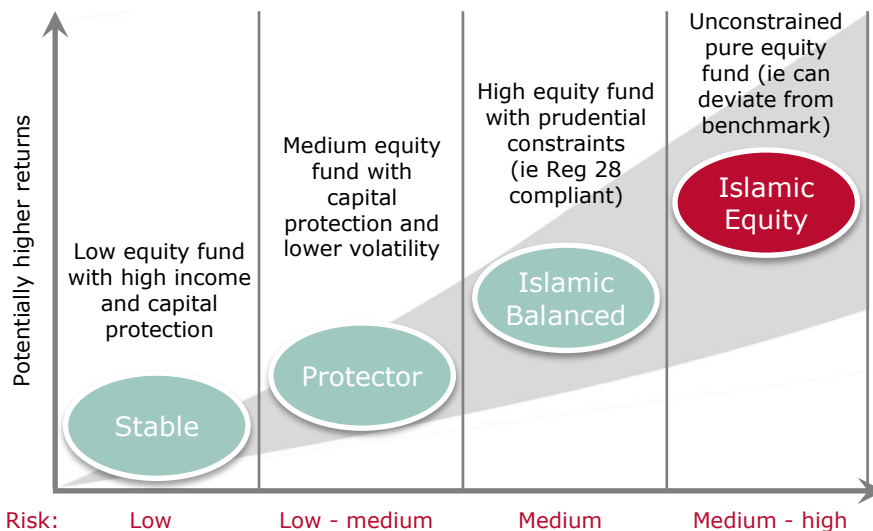 Potentially higher returns
Low equity fund
with high income
and capital
protection
Stable
Medium equity
fund with
capital
protection and
lower volatility
Protector
High equity fund
with prudential
constraints
(ie Reg 28
compliant)
Islamic
Balanced
Unconstrained
pure equity
fund (ie can
deviate from
benchmark)
Islamic
Equity
Risk: Low Low - medium Medium Medium - high